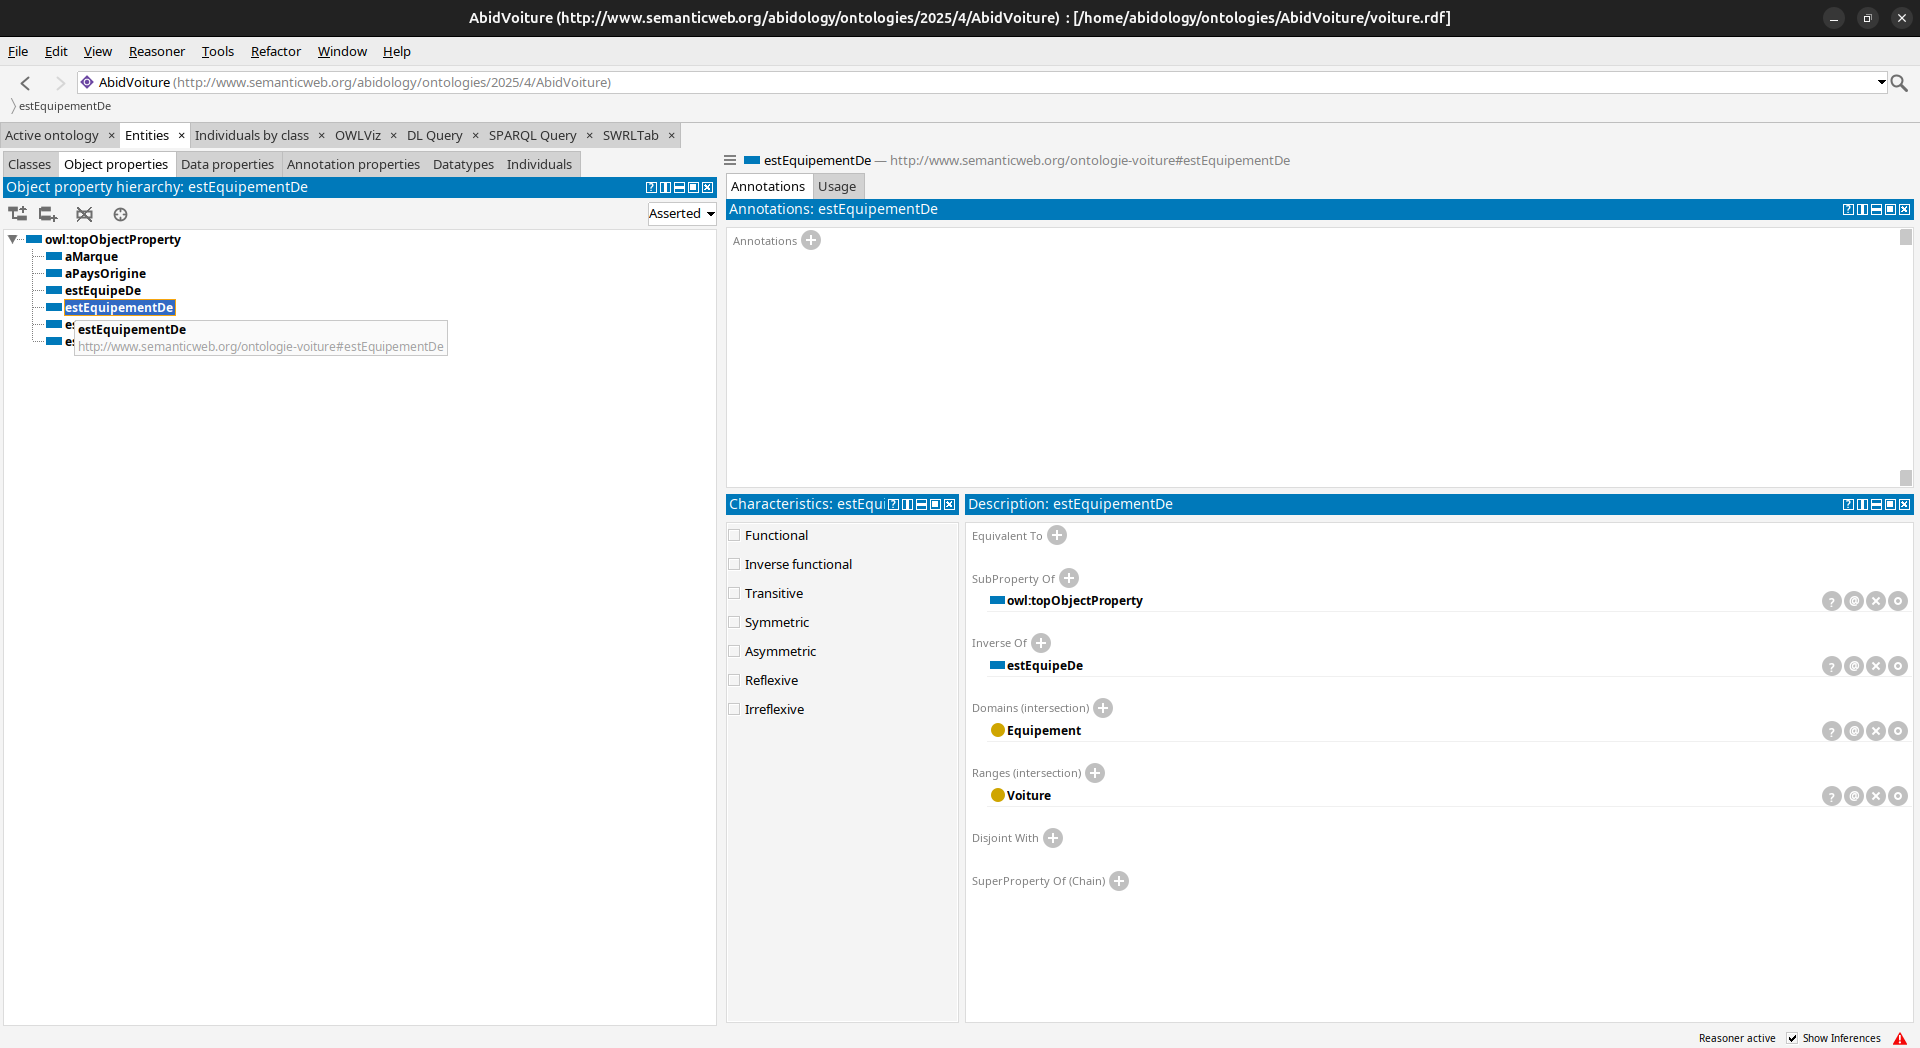 AbidVoiture (http://www.semanticweb.org/abidology/ontologies/2025/4/AbidVoiture) : [/home/abidology/ontologies/AbidVoiture/voiture.rdf]
File Edit View Reasoner Tools Refactor Window Help
AbidVoiture (http://www.semanticweb.org/abidology/ontologies/2025/4/AbidVoiture)
estEquipementDe
Active ontology × Entities × Individuals by class × OWLViz × DL Query × SPARQL Query × SWRLTab ×
Classes Object properties Data properties Annotation properties Datatypes Individuals
Object property hierarchy: estEquipementDe
Asserted
owl:topObjectProperty
aMarque
aPaysOrigine
estEquipeDe
estEquipementDe
estEquipementDe
http://www.semanticweb.org/ontologie-voiture#estEquipementDe
estEquipementDe — http://www.semanticweb.org/ontologie-voiture#estEquipementDe
Annotations Usage
Annotations: estEquipementDe
Annotations
Characteristics: estEqui
Functional
Inverse functional
Transitive
Symmetric
Asymmetric
Reflexive
Irreflexive
Description: estEquipementDe
Equivalent To
SubProperty Of
owl:topObjectProperty
Inverse Of
estEquipeDe
Domains (intersection)
Equipement
Ranges (intersection)
Voiture
Disjoint With
SuperProperty Of (Chain)
Reasoner active Show Inferences